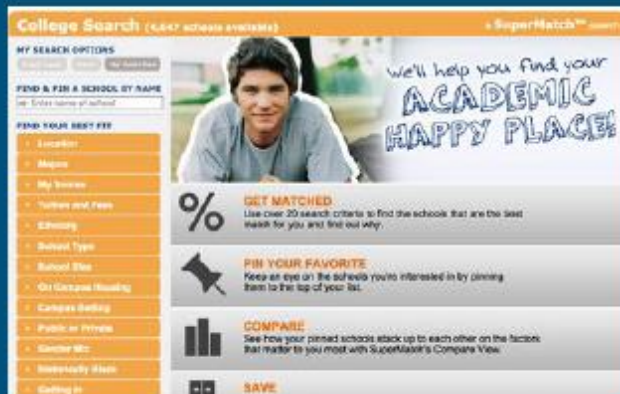 College Search (4,647 schools available)
SuperMatch™
MY SEARCH OPTIONS
FIND & PIN A SCHOOL BY NAME
Enter name of school
FIND YOUR BEST FIT
Location
Majors
My Scores
Tuition and Fees
Ethnicity
School Type
School Size
On Campus Housing
Campus Setting
Public or Private
Gender Mix
Historically Black
Getting In
We'll help you find your
ACADEMIC
HAPPY PLACE!
GET MATCHED
Use over 20 search criteria to find the schools that are the best
match for you and find out why.
PIN YOUR FAVORITE
Keep an eye on the schools you're interested in by pinning
them to the top of your list.
COMPARE
See how your pinned schools stack up to each other on the factors
that matter to you most with SuperMatch's Compare View.
SAVE